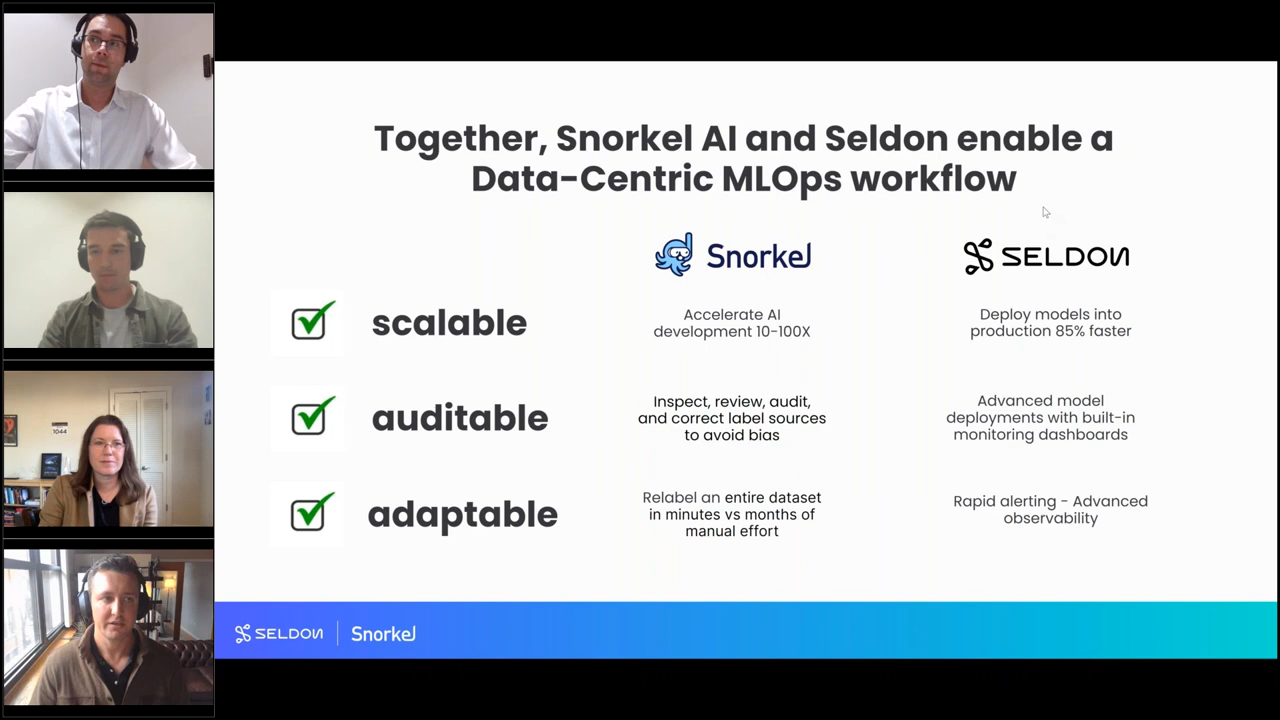 Together, Snorkel AI and Seldon enable a
Data-Centric MLOps workflow
Snorkel
SELDON
scalable
Accelerate AI
development 10-100X
Deploy models into
production 85% faster
auditable
Inspect, review, audit,
and correct label sources
to avoid bias
Advanced model
deployments with built-in
monitoring dashboards
adaptable
Relabel an entire dataset
in minutes vs months of
manual effort
Rapid alerting - Advanced
observability
SELDON
Snorkel
1044